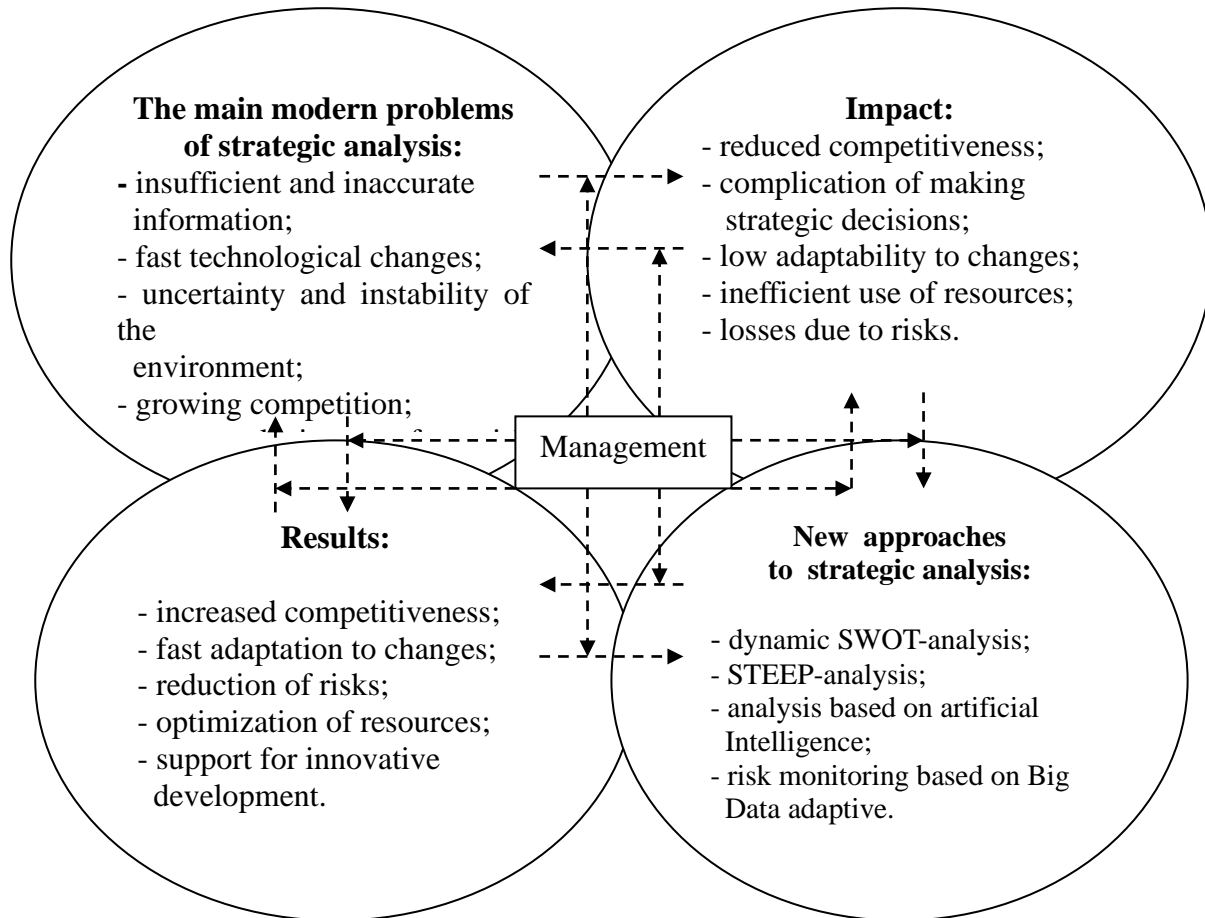 The main modern problems
of strategic analysis:
- insufficient and inaccurate
information;
- fast technological changes;
- uncertainty and instability of
the
environment;
- growing competition;
Impact:
- reduced competitiveness;
- complication of making
strategic decisions;
- low adaptability to changes;
- inefficient use of resources;
- losses due to risks.
Management
Results:
- increased competitiveness;
- fast adaptation to changes;
- reduction of risks;
- optimization of resources;
- support for innovative
development.
New approaches
to strategic analysis:
- dynamic SWOT-analysis;
- STEEP-analysis;
- analysis based on artificial
Intelligence;
- risk monitoring based on Big
Data adaptive.